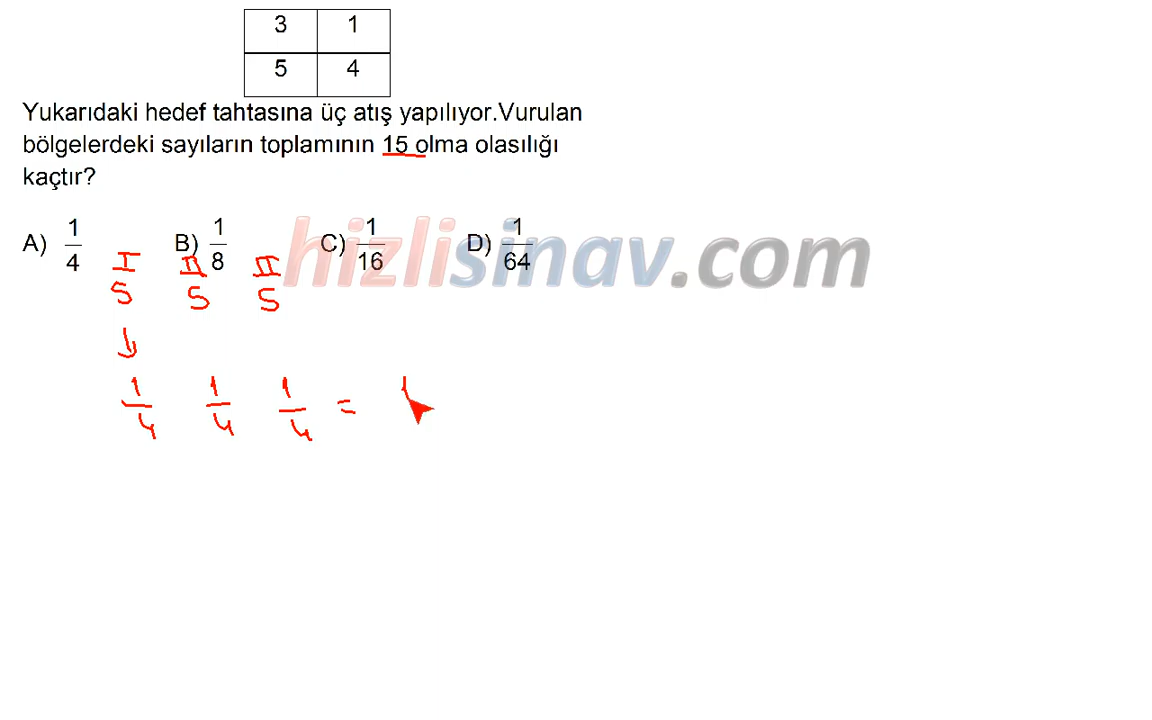 3 1
5 4
Yukarıdaki hedef tahtasına üç atış yapılıyor.Vurulan
bölgelerdeki sayıların toplamının 15 olma olasılığı
kaçtır?
A) 1/4 B) 1/8 C) 1/16 D) 1/64
hizlisinav.com
I II II
5 5 5
1/4 1/4 1/4 = 1